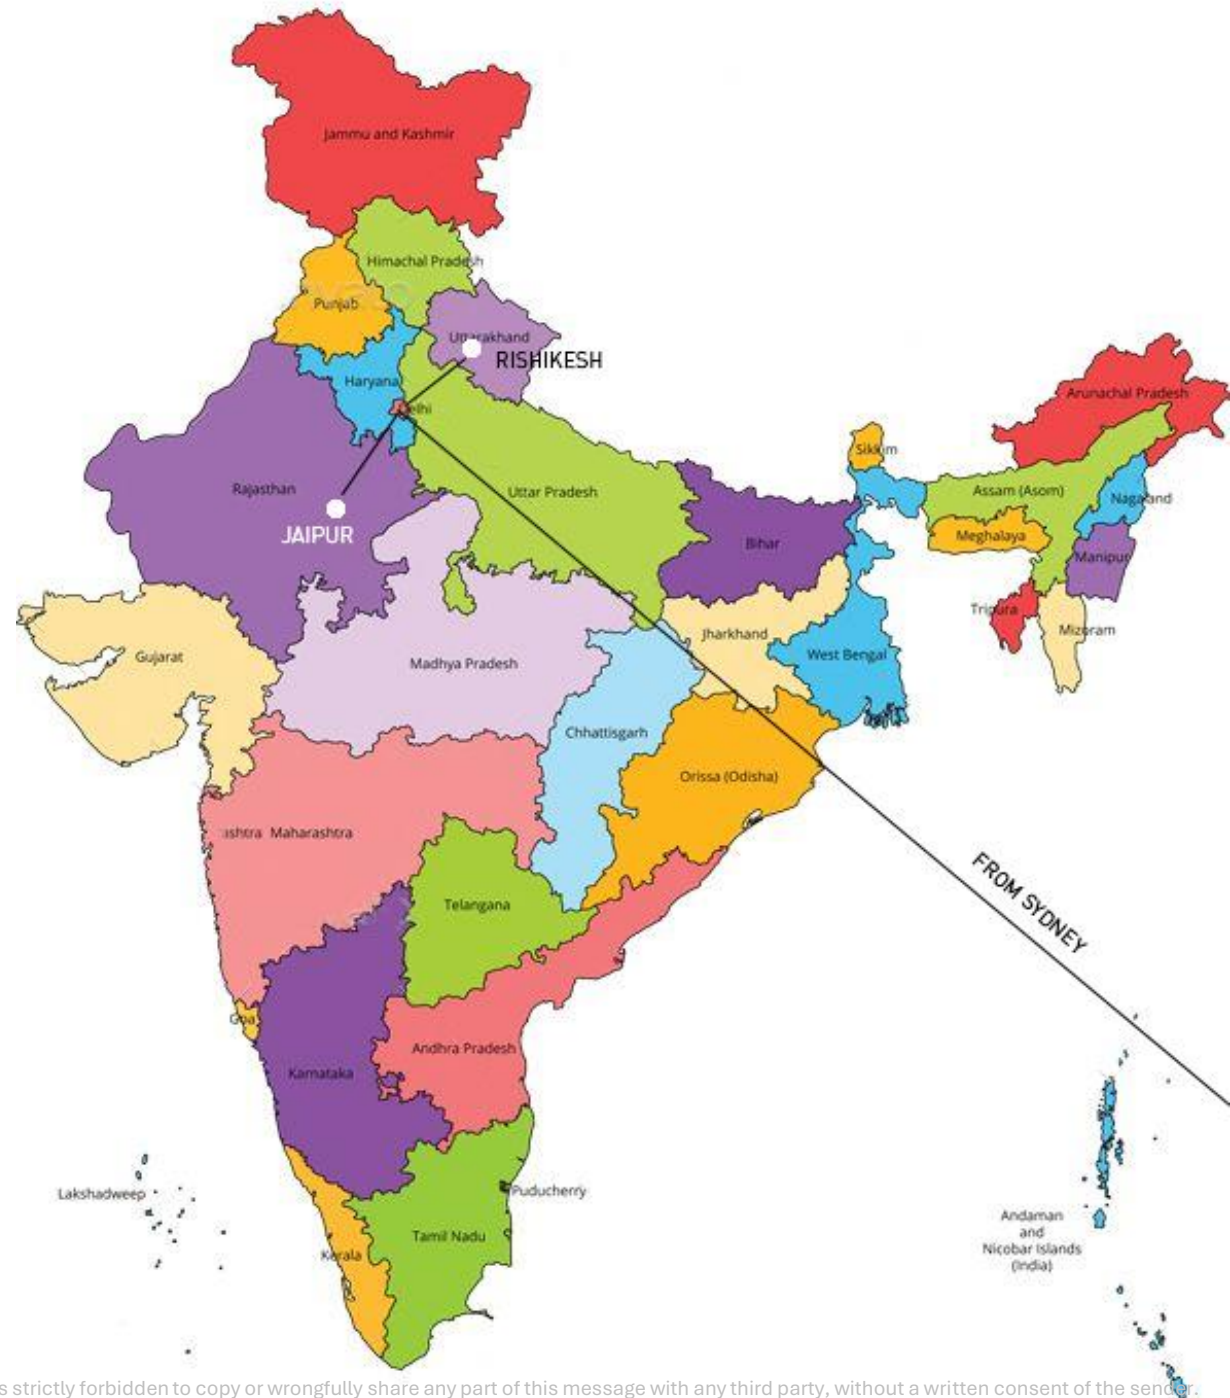 Jammu and Kashmir
Himachal Pradesh
Punjab
Uttarakhand
RISHIKESH
Haryana
Delhi
Arunachal Pradesh
Sikkim
Rajasthan
Uttar Pradesh
Assam (Asom)
Nagaland
JAIPUR
Bihar
Meghalaya
Manipur
Tripura
Mizoram
Jharkhand
West Bengal
Gujarat
Madhya Pradesh
Chhattisgarh
Orissa (Odisha)
ashtra Maharashtra
FROM SYDNEY
Telangana
Goa
Andhra Pradesh
Karnataka
Lakshadweep
Puducherry
Tamil Nadu
Kerala
Andaman
and
Nicobar Islands
(India)
s strictly forbidden to copy or wrongfully share any part of this message with any third party, without a written consent of the sender.